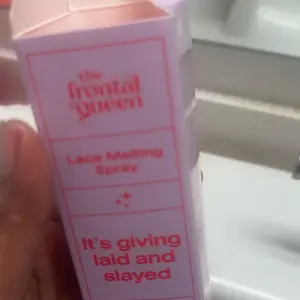 the
frontal
queen
Lace Melting
Spray
It's giving
laid and
slayed